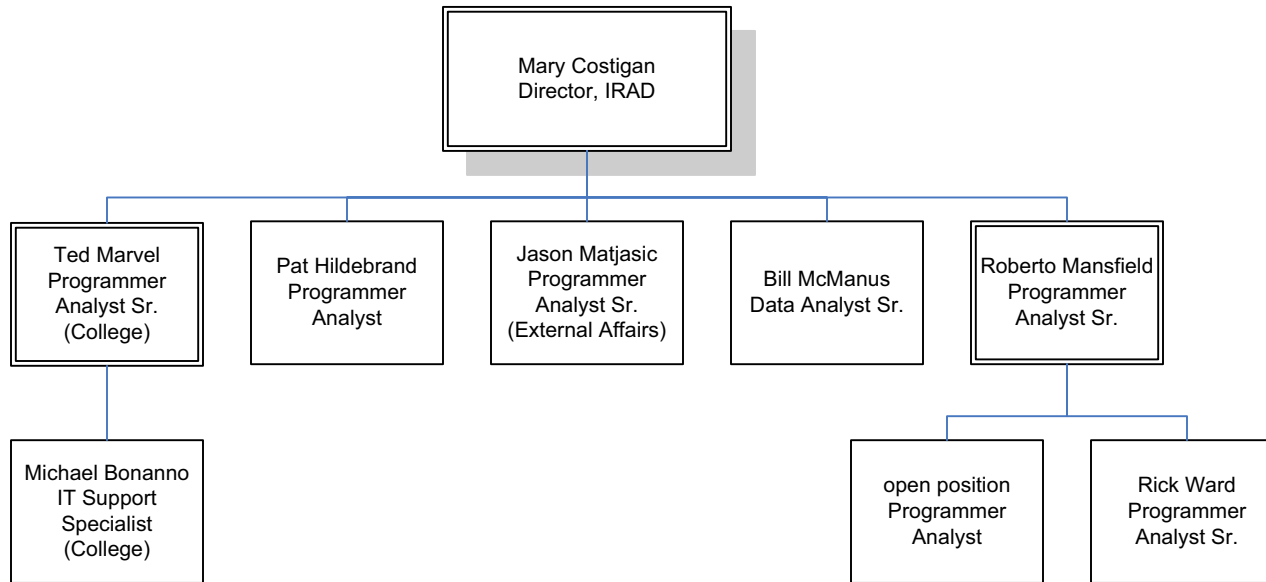 Mary Costigan
Director, IRAD
Ted Marvel
Programmer
Analyst Sr.
(College)
Pat Hildebrand
Programmer
Analyst
Jason Matjasic
Programmer
Analyst Sr.
(External Affairs)
Bill McManus
Data Analyst Sr.
Roberto Mansfield
Programmer
Analyst Sr.
Michael Bonanno
IT Support
Specialist
(College)
open position
Programmer
Analyst
Rick Ward
Programmer
Analyst Sr.